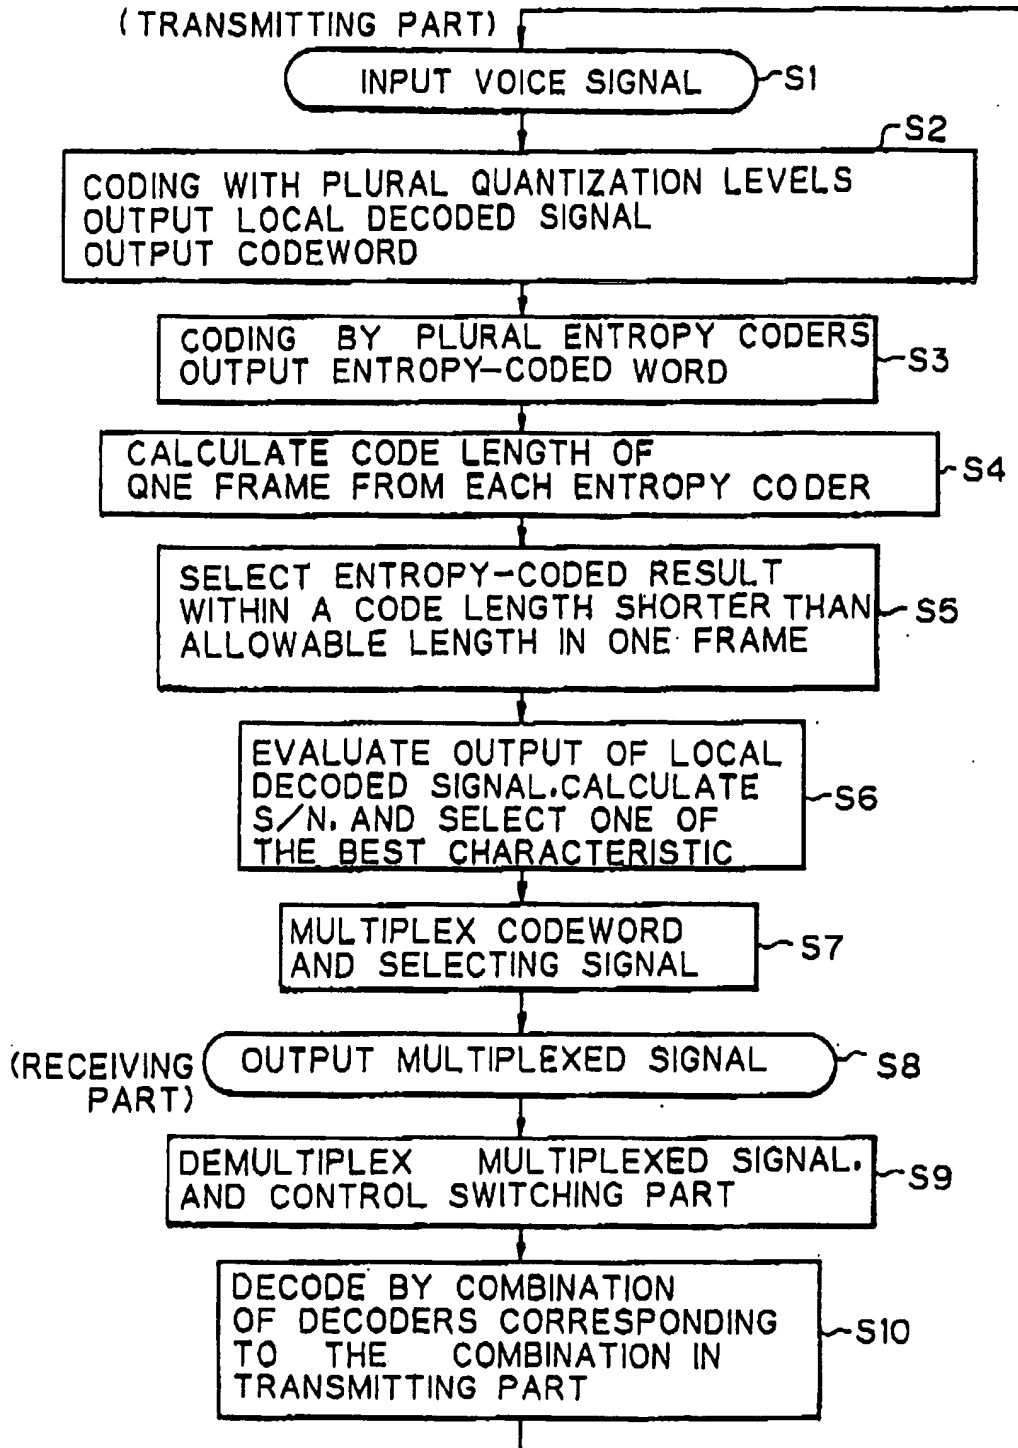 (TRANSMITTING PART)
INPUT VOICE SIGNAL
S1
S2
CODING WITH PLURAL QUANTIZATION LEVELS
OUTPUT LOCAL DECODED SIGNAL
OUTPUT CODEWORD
CODING BY PLURAL ENTROPY CODERS
OUTPUT ENTROPY-CODED WORD
S3
CALCULATE CODE LENGTH OF
QNE FRAME FROM EACH ENTROPY CODER
S4
SELECT ENTROPY-CODED RESULT
WITHIN A CODE LENGTH SHORTER THAN
ALLOWABLE LENGTH IN ONE FRAME
S5
EVALUATE OUTPUT OF LOCAL
DECODED SIGNAL.CALCULATE
S/N. AND SELECT ONE OF
THE BEST CHARACTERISTIC
S6
MULTIPLEX CODEWORD
AND SELECTING SIGNAL
S7
(RECEIVING
PART)
OUTPUT MULTIPLEXED SIGNAL
S8
DEMULTIPLEX MULTIPLEXED SIGNAL.
AND CONTROL SWITCHING PART
S9
DECODE BY COMBINATION
OF DECODERS CORRESPONDING
TO THE COMBINATION IN
TRANSMITTING PART
S10